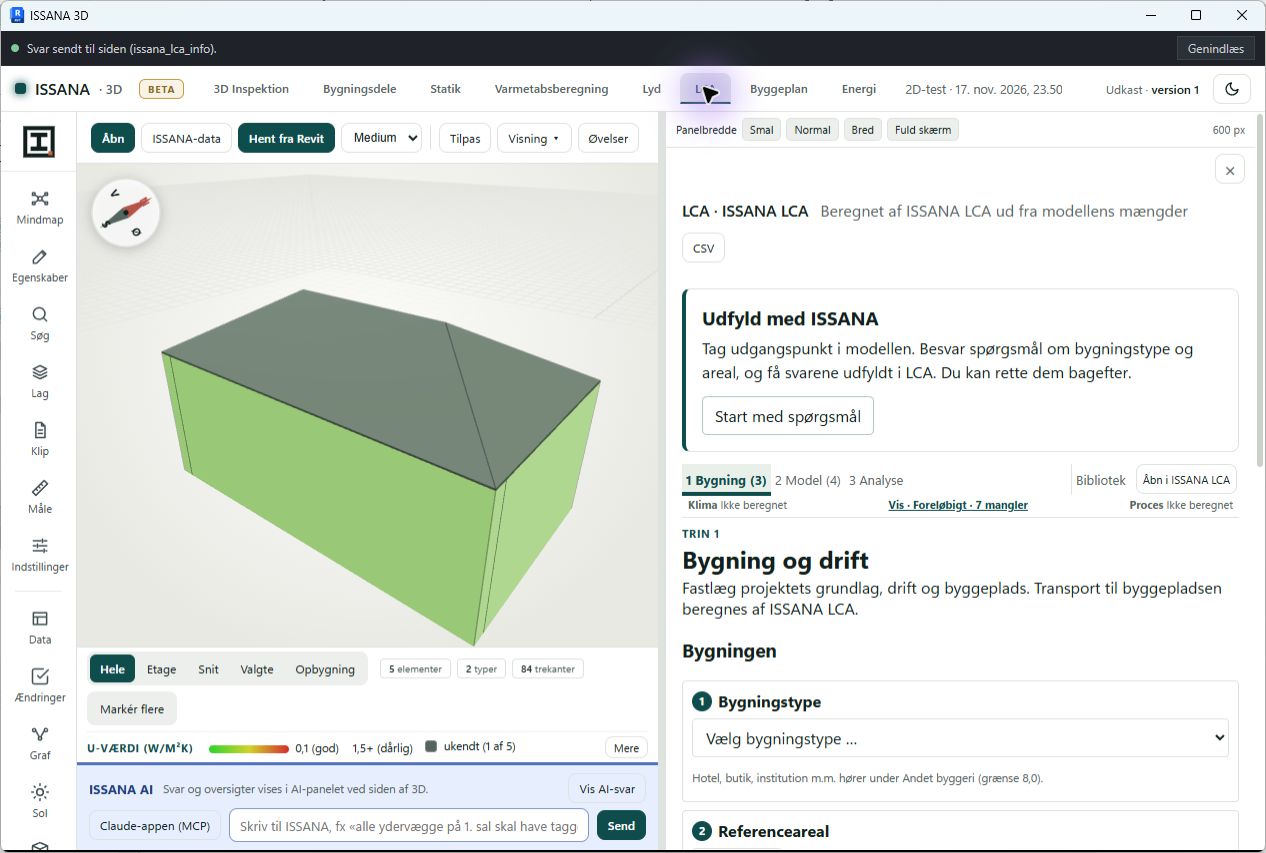 ISSANA 3D
Svar sendt til siden (issana_lca_info).
Genindlæs
ISSANA · 3D
BETA
3D Inspektion
Bygningsdele
Statik
Varmetabsberegning
Lyd
Byggeplan
Energi
2D-test · 17. nov. 2026, 23.50
Udkast · version 1
Åbn
ISSANA-data
Hent fra Revit
Medium
Tilpas
Visning
Øvelser
Panelbredde
Smal
Normal
Bred
Fuld skærm
600 px
Mindmap
Egenskaber
Søg
Lag
Klip
Måle
Indstillinger
Data
Ændringer
Graf
Sol
LCA · ISSANA LCA Beregnet af ISSANA LCA ud fra modellens mængder
CSV
Udfyld med ISSANA
Tag udgangspunkt i modellen. Besvar spørgsmål om bygningstype og
areal, og få svarene udfyldt i LCA. Du kan rette dem bagefter.
Start med spørgsmål
1 Bygning (3)
2 Model (4)
3 Analyse
Bibliotek
Åbn i ISSANA LCA
Klima Ikke beregnet
Vis · Foreløbigt · 7 mangler
Proces Ikke beregnet
TRIN 1
Bygning og drift
Fastlæg projektets grundlag, drift og byggeplads. Transport til byggepladsen
beregnes af ISSANA LCA.
Bygningen
1 Bygningstype
Vælg bygningstype ...
Hotel, butik, institution m.m. hører under Andet byggeri (grænse 8,0).
2 Referenceareal
Hele
Etage
Snit
Valgte
Opbygning
5 elementer
2 typer
84 trekanter
Markér flere
U-VÆRDI (W/M²K)
0,1 (god)
1,5+ (dårlig)
ukendt (1 af 5)
Mere
ISSANA AI
Svar og oversigter vises i AI-panelet ved siden af 3D.
Vis AI-svar
Claude-appen (MCP)
Skriv til ISSANA, fx «alle ydervægge på 1. sal skal have tagg
Send